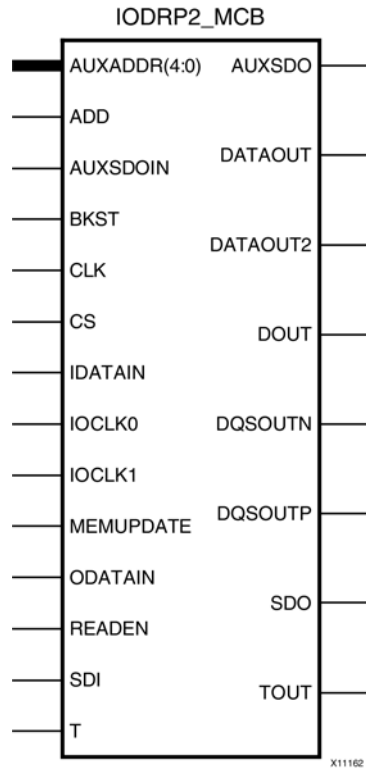 IODRP2_MCB
AUXADDR(4:0)
ADD
AUXSDOIN
BKST
CLK
CS
IDATAIN
IOCLK0
IOCLK1
MEMUPDATE
ODATAIN
READEN
SDI
T
AUXSDO
DATAOUT
DATAOUT2
DOUT
DQSOUTN
DQSOUTP
SDO
TOUT
X11162